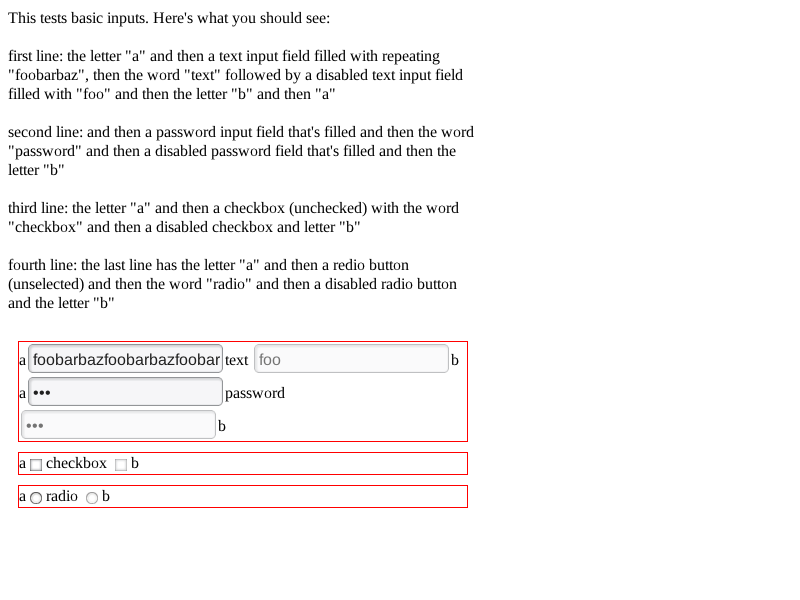 This tests basic inputs. Here's what you should see:
first line: the letter "a" and then a text input field filled with repeating
"foobarbaz", then the word "text" followed by a disabled text input field
filled with "foo" and then the letter "b" and then "a"
second line: and then a password input field that's filled and then the word
"password" and then a disabled password field that's filled and then the
letter "b"
third line: the letter "a" and then a checkbox (unchecked) with the word
"checkbox" and then a disabled checkbox and letter "b"
fourth line: the last line has the letter "a" and then a redio button
(unselected) and then the word "radio" and then a disabled radio button
and the letter "b"
a foobarbazfoobarbazfoobar text foo b
a ••• password
••• b
a checkbox b
a radio b